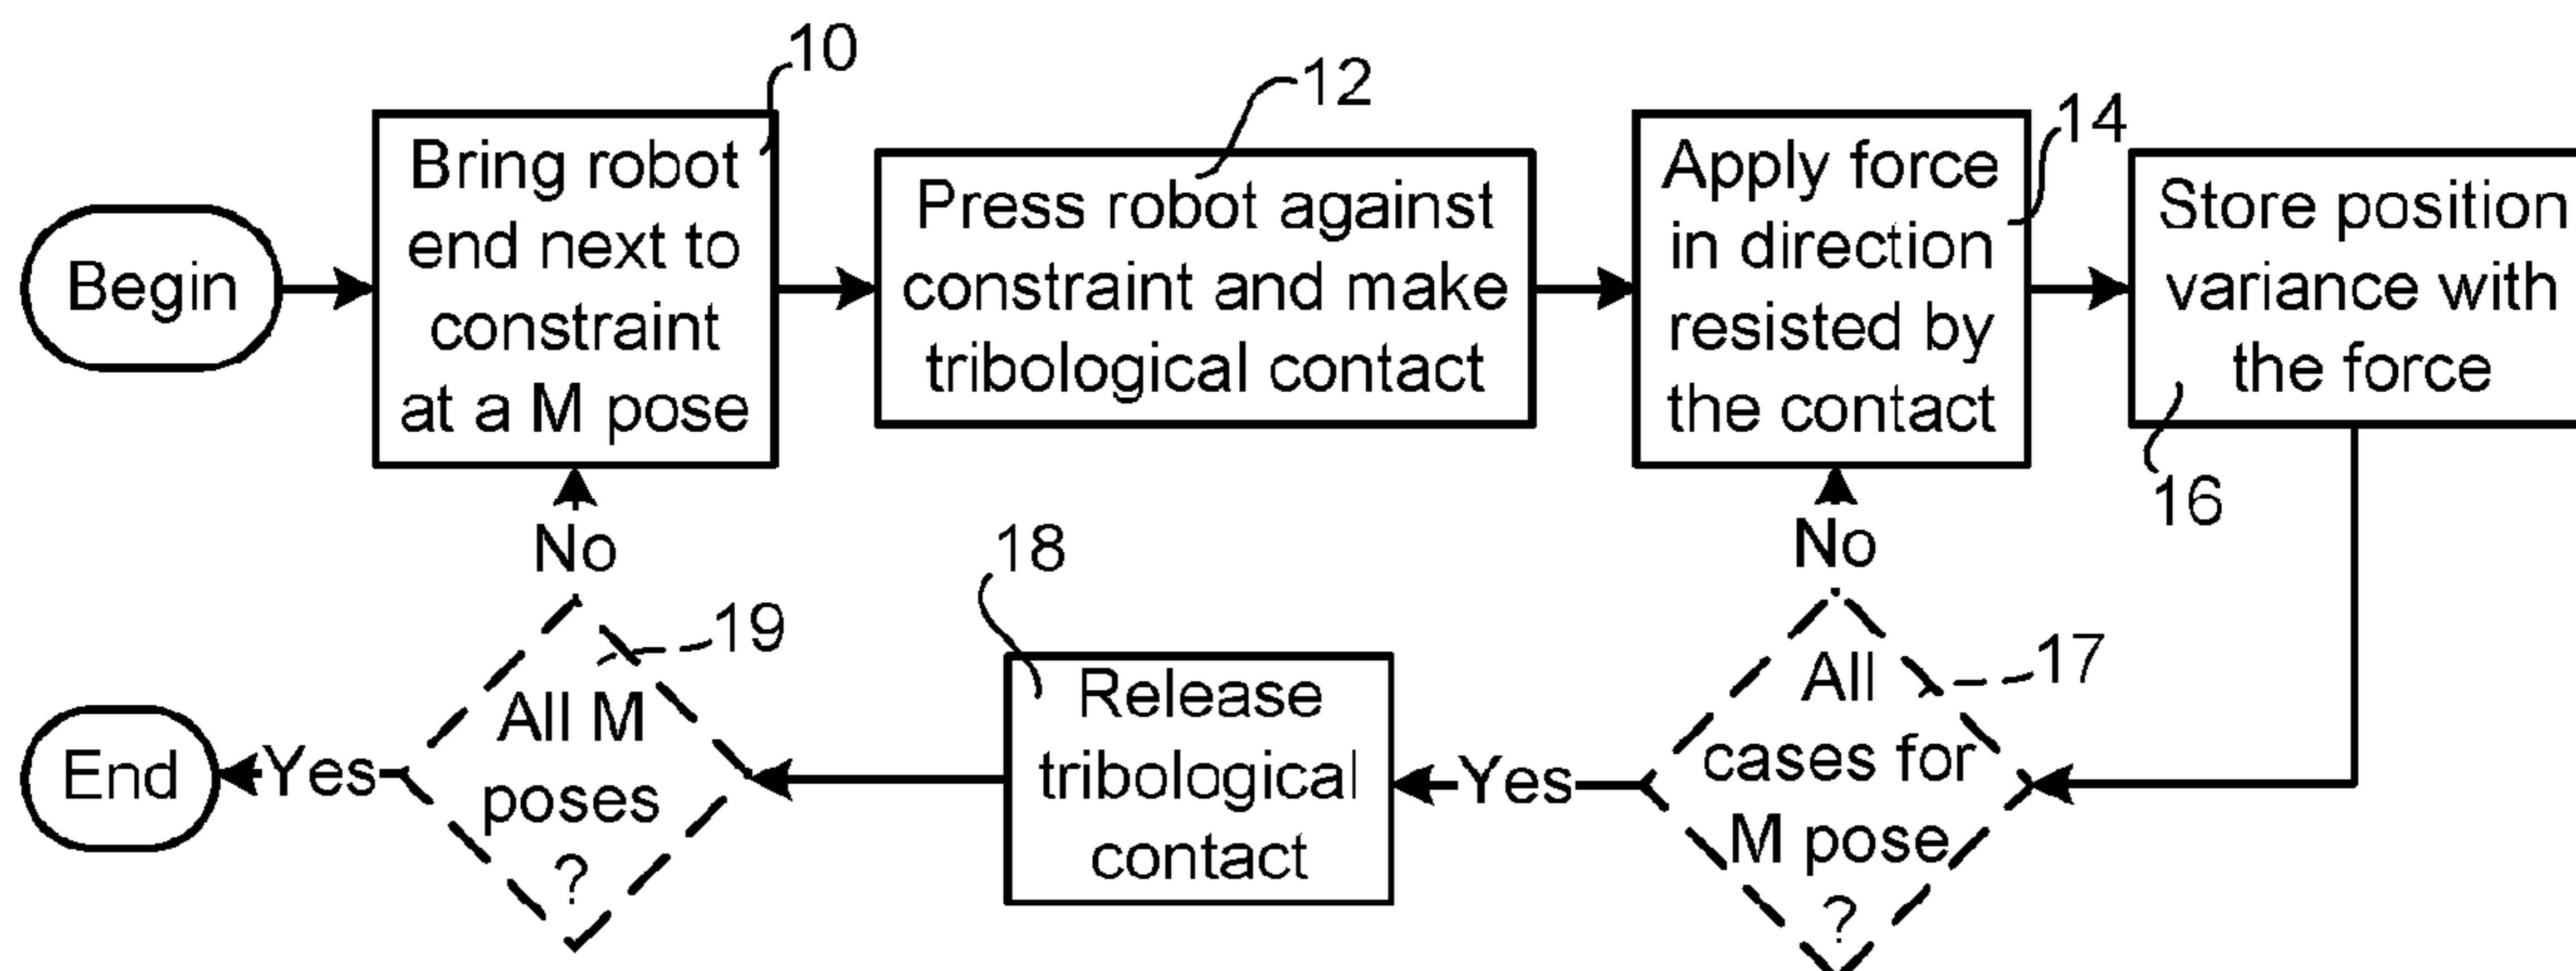 10
12
14
Begin
Bring robot
end next to
constraint
at a M pose
Press robot against
constraint and make
tribological contact
Apply force
in direction
resisted by
the contact
Store position
variance with
the force
16
No
No
18
19
17
End
Yes
All M
poses
?
Release
tribological
contact
Yes
All
cases for
M pose
?